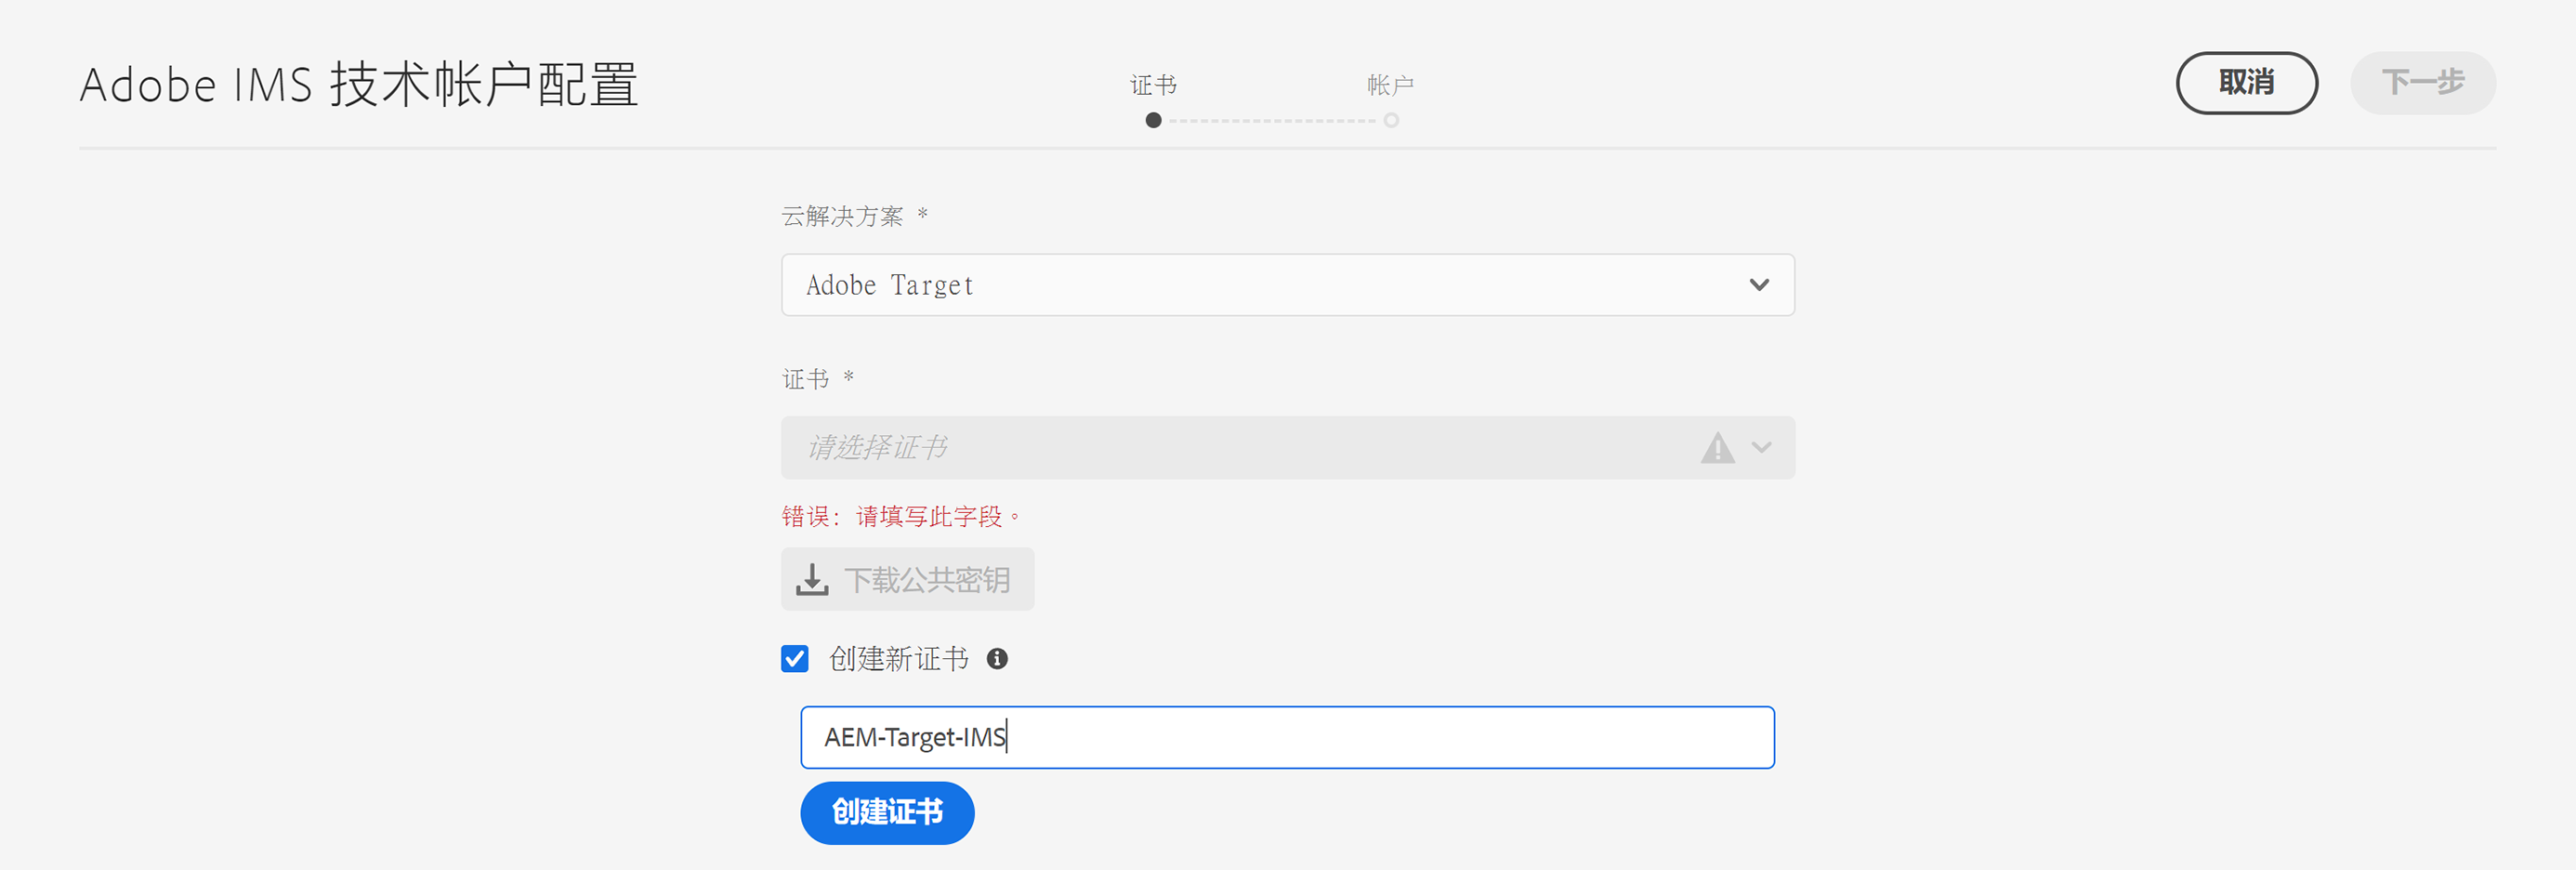 Adobe IMS 技术帐户配置
证书
帐户
取消
下一步
云解决方案 *
Adobe Target
证书 *
请选择证书
错误：请填写此字段。
下载公共密钥
创建新证书
AEM-Target-IMS
创建证书